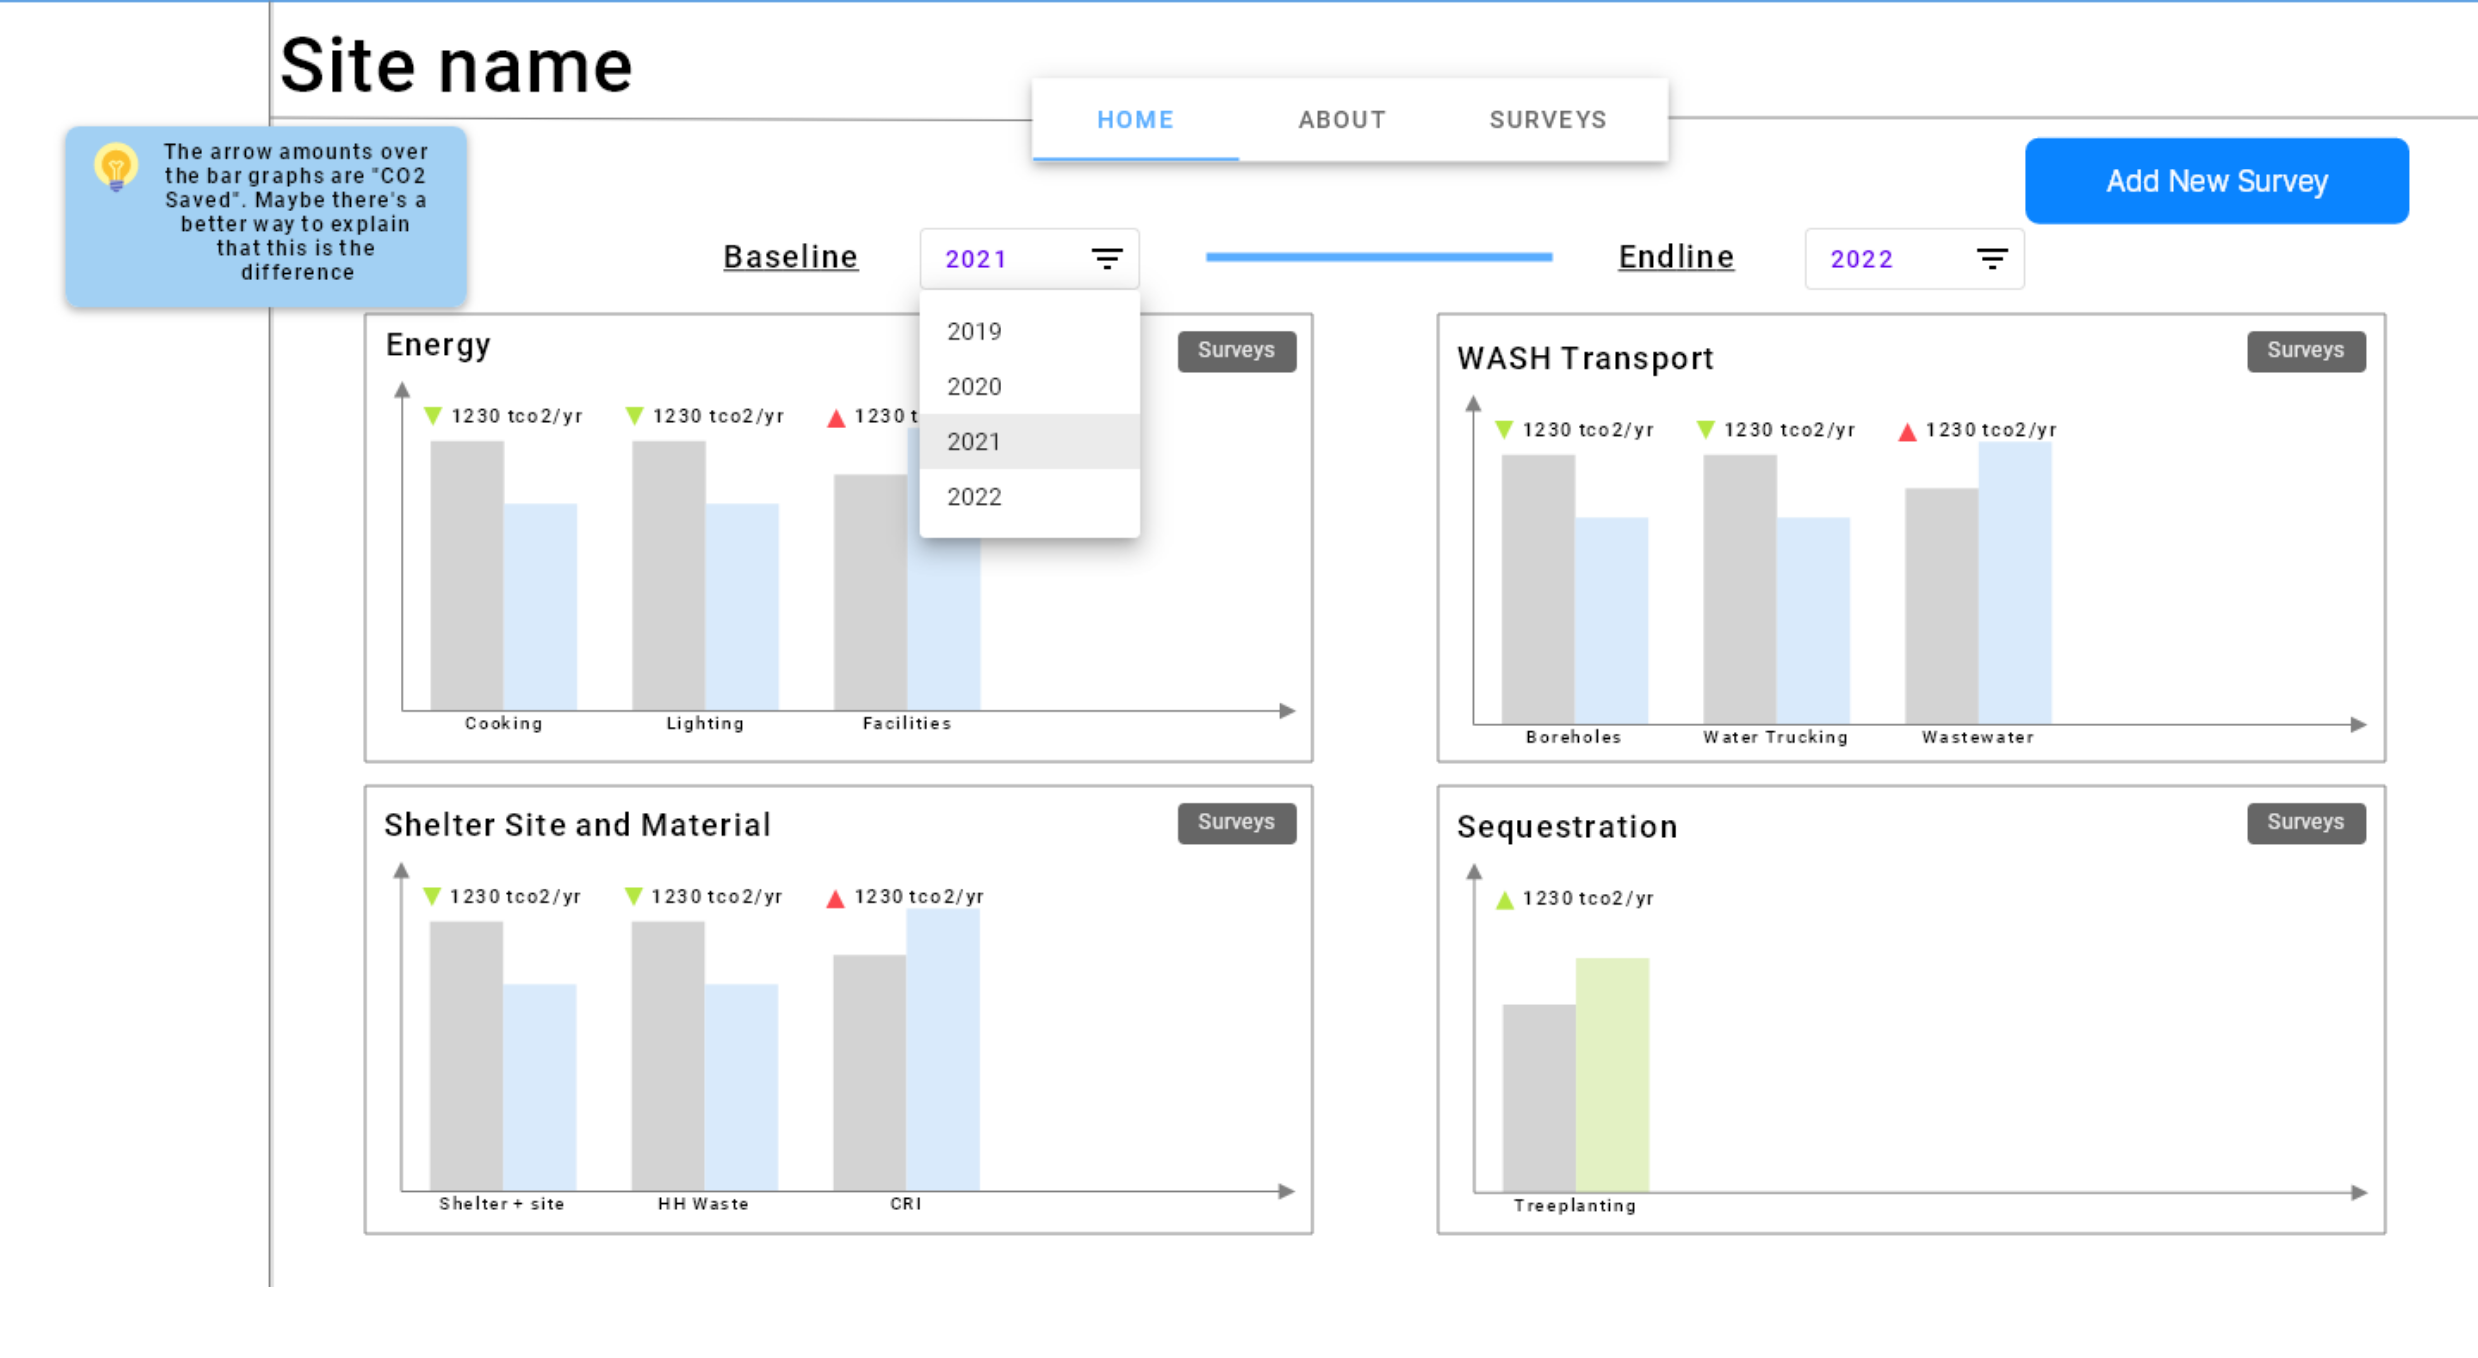 Site name
HOME ABOUT SURVEYS
The arrow amounts over
the bar graphs are "CO2
Saved". Maybe there's a
better way to explain
that this is the
difference
Add New Survey
Baseline 2021 Endline 2022
2019
2020
2021
2022
Energy
Surveys
1230 tco2/yr 1230 tco2/yr 1230 t
Cooking Lighting Facilities
WASH Transport
Surveys
1230 tco2/yr 1230 tco2/yr 1230 tco2/yr
Boreholes Water Trucking Wastewater
Shelter Site and Material
Surveys
1230 tco2/yr 1230 tco2/yr 1230 tco2/yr
Shelter + site HH Waste CRI
Sequestration
Surveys
1230 tco2/yr
Treeplanting